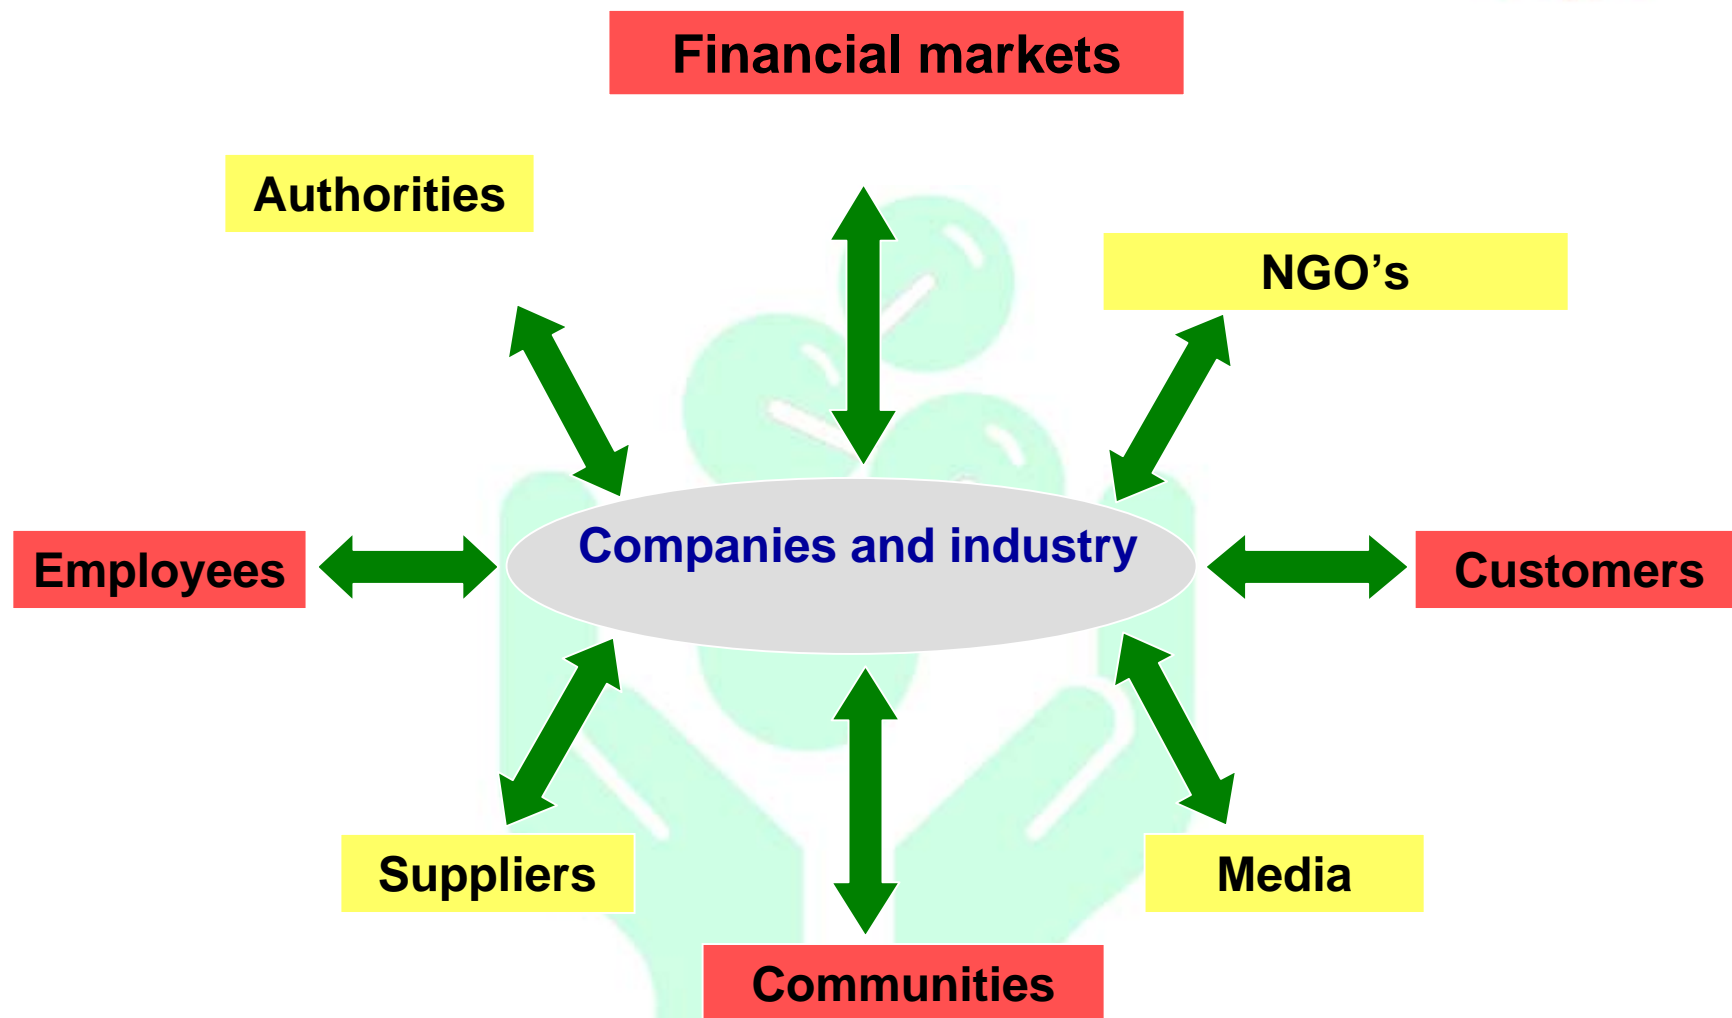 Financial markets
Authorities
NGO’s
Companies and industry
Employees
Customers
Suppliers
Media
Communities